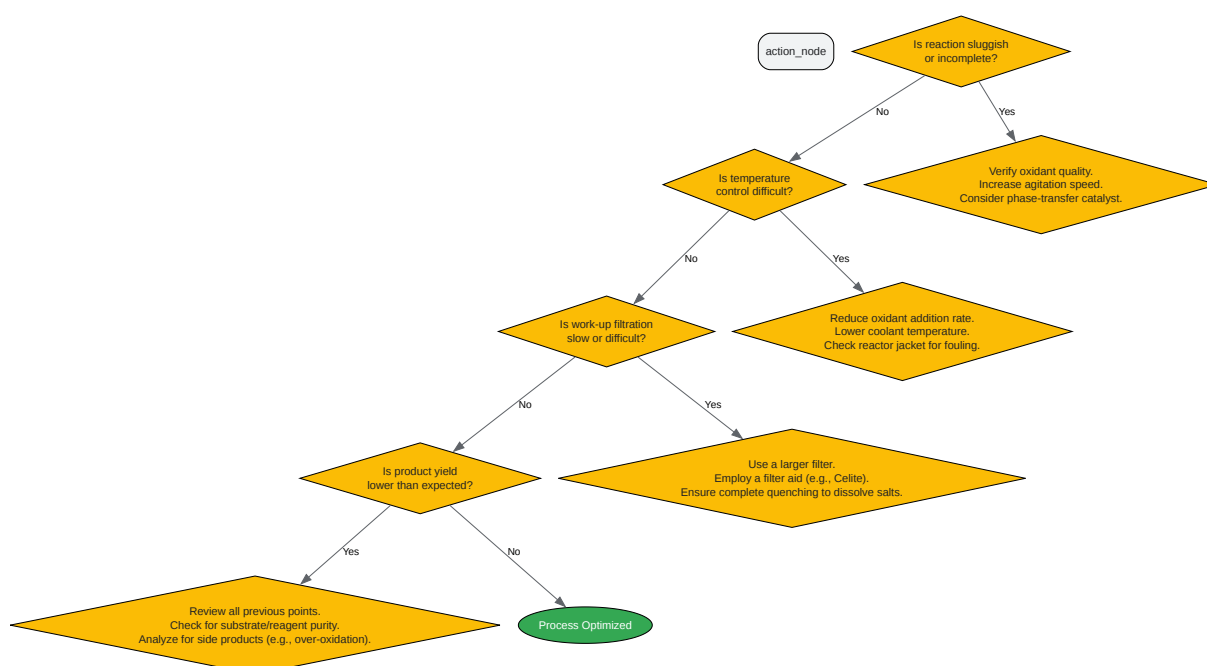 action_node
Is reaction sluggish
or incomplete?
No
Yes
Is temperature
control difficult?
Verify oxidant quality.
Increase agitation speed.
Consider phase-transfer catalyst.
No
Yes
Is work-up filtration
slow or difficult?
Reduce oxidant addition rate.
Lower coolant temperature.
Check reactor jacket for fouling.
No
Yes
Is product yield
lower than expected?
Use a larger filter.
Employ a filter aid (e.g., Celite).
Ensure complete quenching to dissolve salts.
Yes
No
Review all previous points.
Check for substrate/reagent purity.
Analyze for side products (e.g., over-oxidation).
Process Optimized